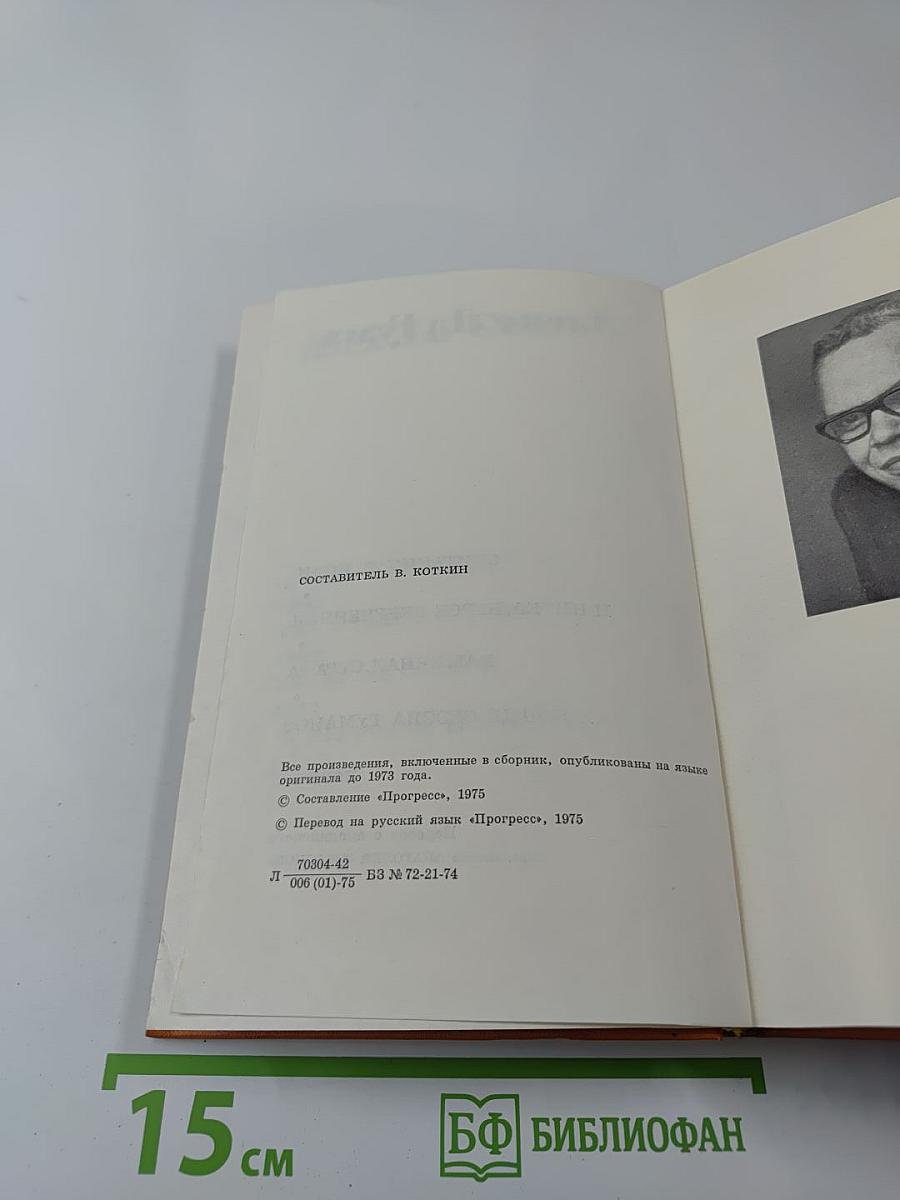 СОСТАВИТЕЛЬ В. КОТКИН
Все произведения, включенные в сборник, опубликованы на языке
оригинала до 1973 года.
© Составление «Прогресс», 1975
© Перевод на русский язык «Прогресс», 1975
70304-42
Л 006 (01)-75 БЗ № 72-21-74
15 см
БФ БИБЛИОФАН